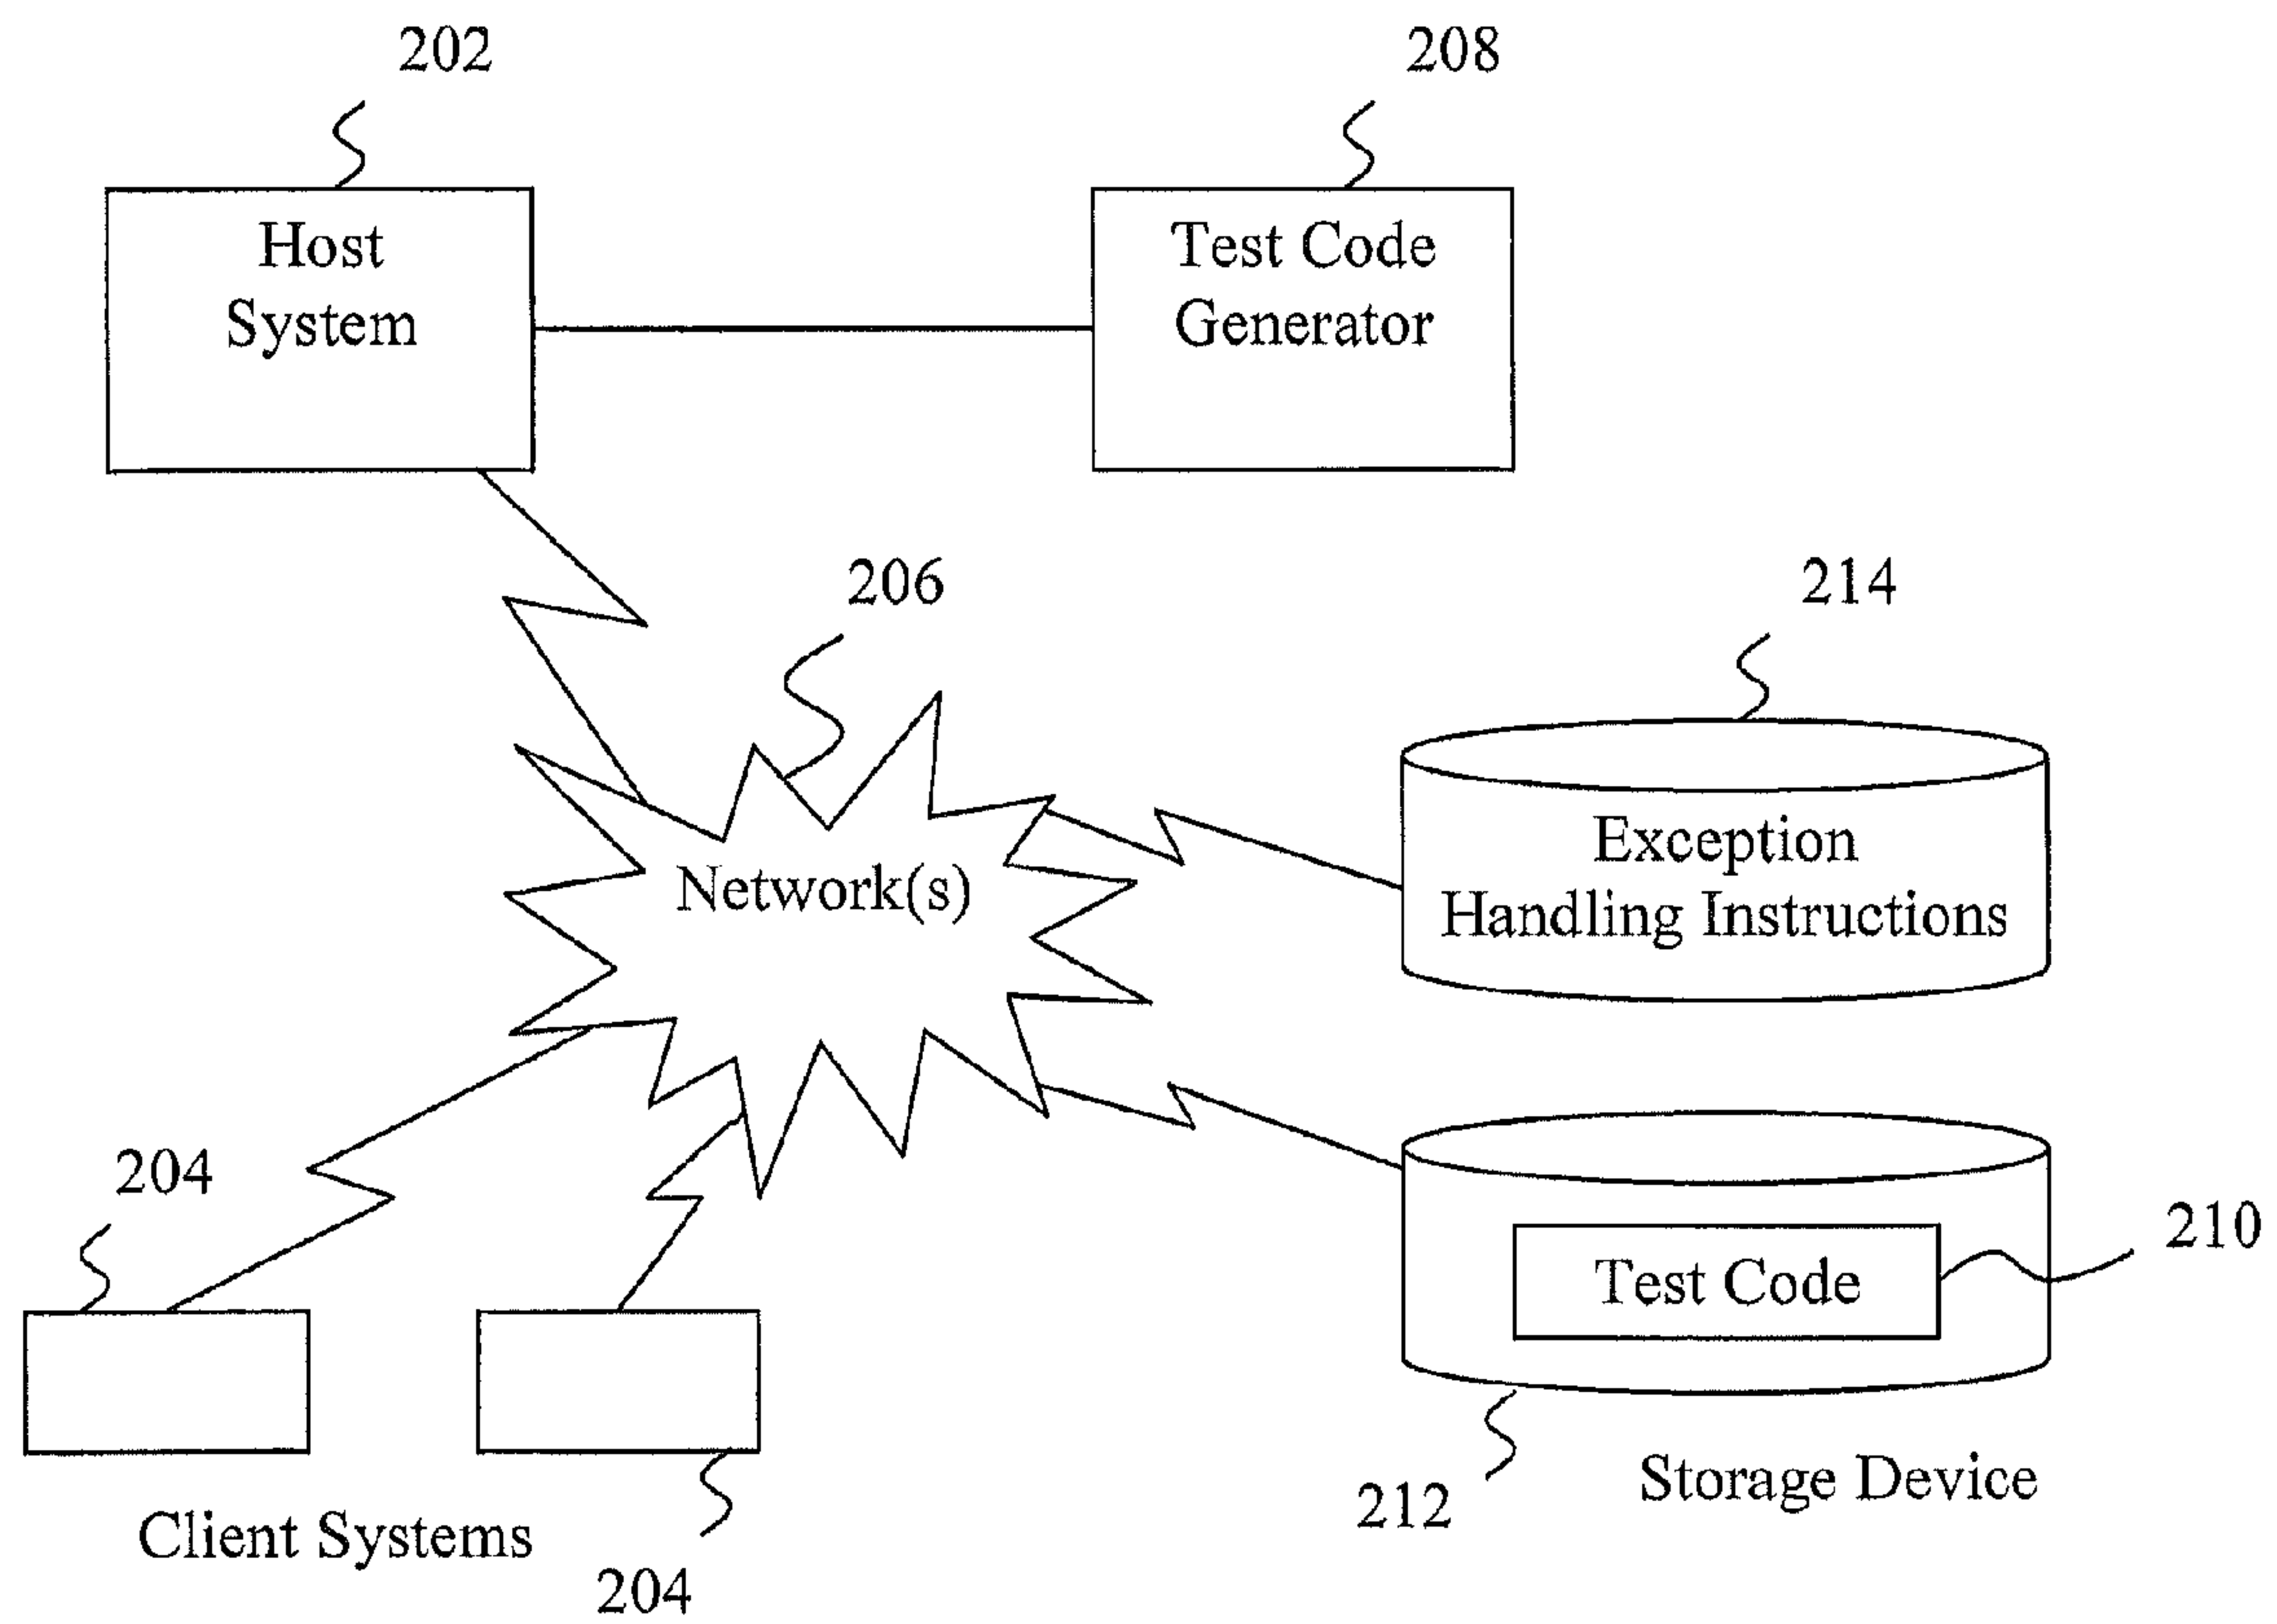 202
208
Host
System
Test Code
Generator
206
214
Network(s)
Exception
Handling Instructions
204
210
Test Code
Storage Device
212
Client Systems
204